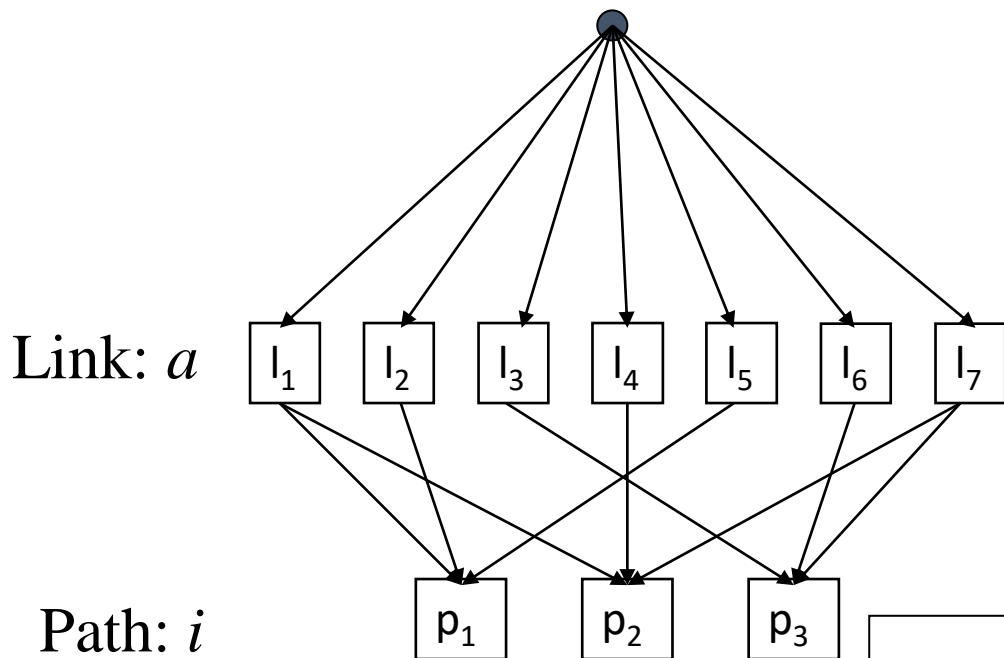 Link: a l₁ l₂ l₃ l₄ l₅ l₆ l₇
Path: i p₁ p₂ p₃